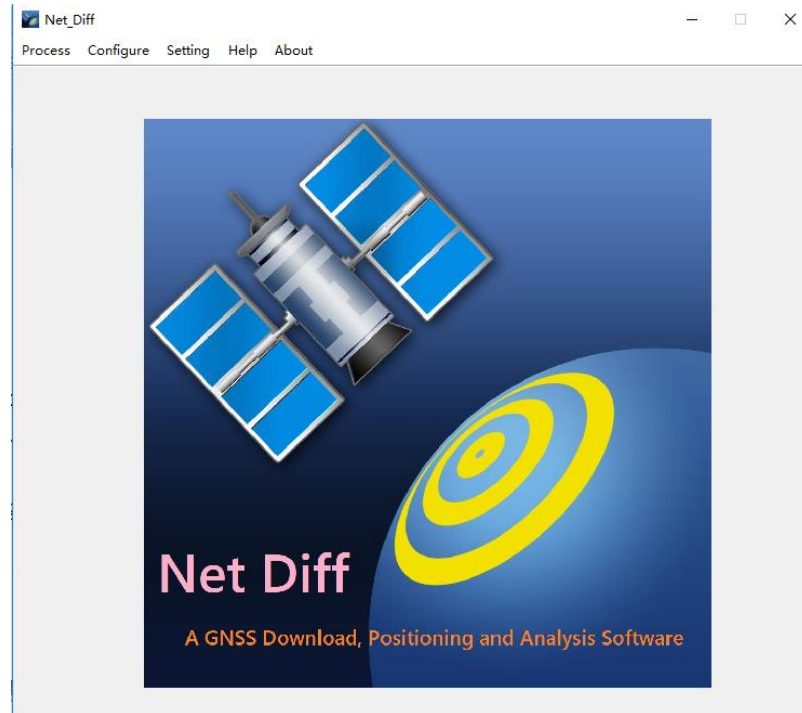 Net_Diff
Process Configure Setting Help About
Net Diff
A GNSS Download, Positioning and Analysis Software